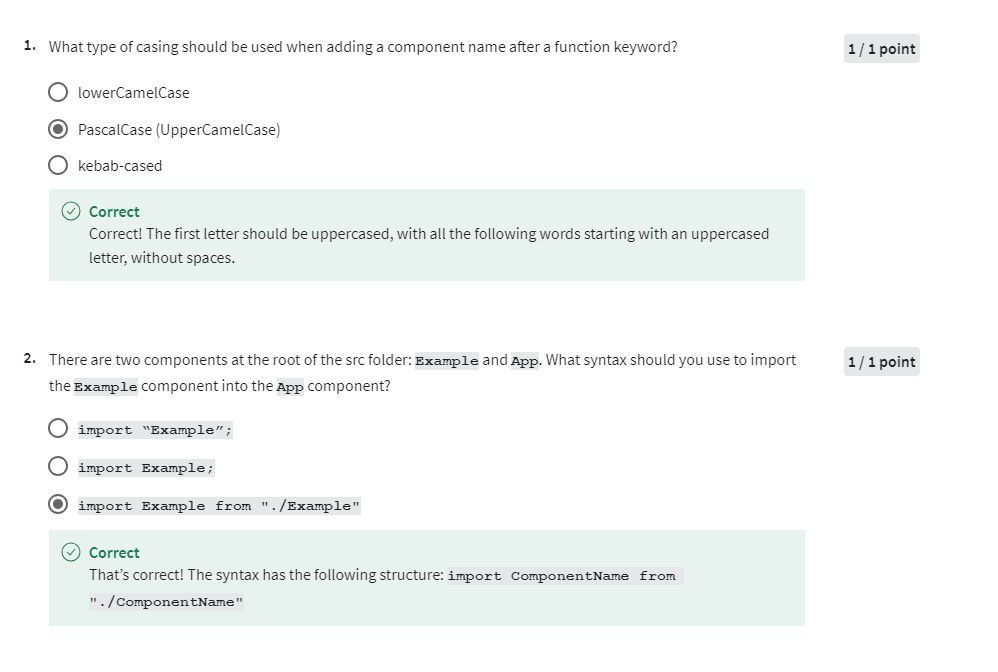 1. What type of casing should be used when adding a component name after a function keyword?
1 / 1 point
lowerCamelCase
PascalCase (UpperCamelCase)
kebab-cased
Correct
Correct! The first letter should be uppercased, with all the following words starting with an uppercased
letter, without spaces.
2. There are two components at the root of the src folder: Example and App. What syntax should you use to import
1 / 1 point
the Example component into the App component?
import “Example”;
import Example;
import Example from "./Example"
Correct
That’s correct! The syntax has the following structure: import ComponentName from
"./ComponentName"